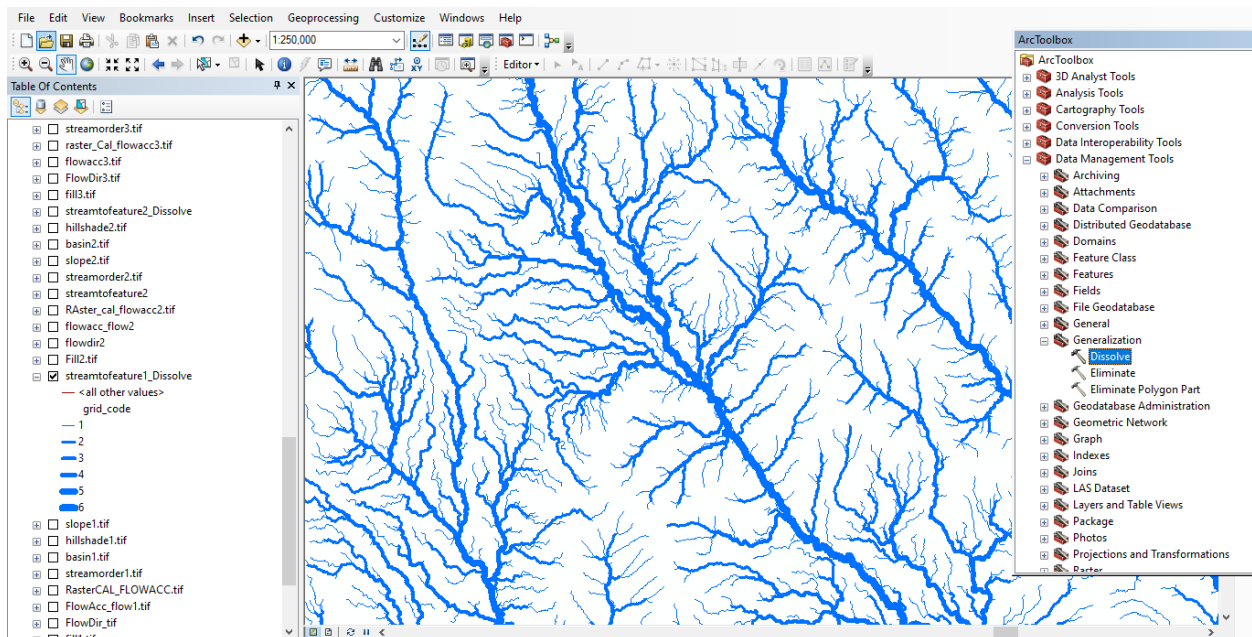 File Edit View Bookmarks Insert Selection Geoprocessing Customize Windows Help
1:250,000
Editor
Table Of Contents
streamorder3.tif
raster_Cal_flowacc3.tif
flowacc3.tif
FlowDir3.tif
fill3.tif
streamtofeature2_Dissolve
hillshade2.tif
basin2.tif
slope2.tif
streamorder2.tif
streamtofeature2
RAster_cal_flowacc2.tif
flowacc_flow2
flowdir2
Fill2.tif
streamtofeature1_Dissolve
<all other values>
grid_code
1
2
3
4
5
6
slope1.tif
hillshade1.tif
basin1.tif
streamorder1.tif
RasterCAL_FLOWACC.tif
FlowAcc_flow1.tif
FlowDir_tif
fill1.tif
ArcToolbox
ArcToolbox
3D Analyst Tools
Analysis Tools
Cartography Tools
Conversion Tools
Data Interoperability Tools
Data Management Tools
Archiving
Attachments
Data Comparison
Distributed Geodatabase
Domains
Feature Class
Features
Fields
File Geodatabase
General
Generalization
Dissolve
Eliminate
Eliminate Polygon Part
Geodatabase Administration
Geometric Network
Graph
Indexes
Joins
LAS Dataset
Layers and Table Views
Package
Photos
Projections and Transformations
Raster